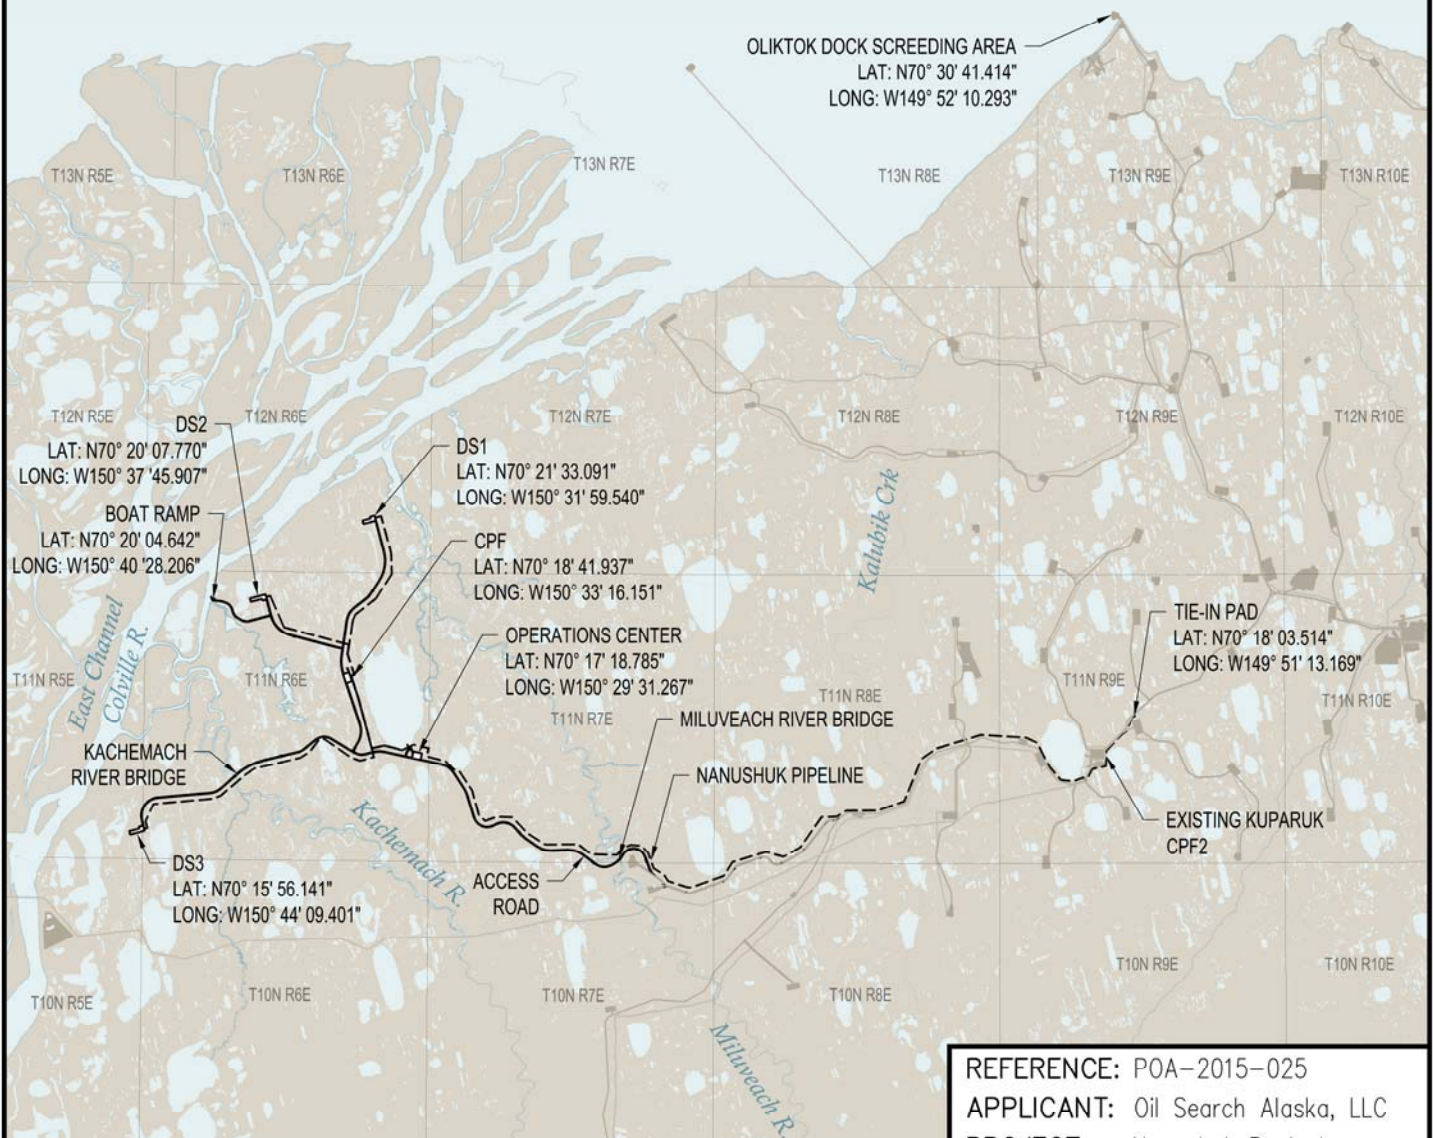 OLIKTOK DOCK SCREEDING AREA
LAT: N70° 30' 41.414"
LONG: W149° 52' 10.293"
T13N R5E
T13N R6E
T13N R7E
T13N R8E
T13N R9E
T13N R10E
T12N R5E
T12N R6E
T12N R7E
T12N R8E
T12N R9E
T12N R10E
DS2
LAT: N70° 20' 07.770"
LONG: W150° 37 '45.907"
DS1
LAT: N70° 21' 33.091"
LONG: W150° 31' 59.540"
BOAT RAMP
LAT: N70° 20' 04.642"
LONG: W150° 40 '28.206"
CPF
LAT: N70° 18' 41.937"
LONG: W150° 33' 16.151"
Kalubik Crk
TIE-IN PAD
LAT: N70° 18' 03.514"
LONG: W149° 51' 13.169"
OPERATIONS CENTER
LAT: N70° 17' 18.785"
LONG: W150° 29' 31.267"
East Channel
Colville R.
T11N R5E
T11N R6E
T11N R7E
T11N R8E
T11N R9E
T11N R10E
MILUVEACH RIVER BRIDGE
KACHEMACH
RIVER BRIDGE
NANUSHUK PIPELINE
EXISTING KUPARUK
CPF2
Kachemach R.
DS3
LAT: N70° 15' 56.141"
LONG: W150° 44' 09.401"
ACCESS
ROAD
T10N R5E
T10N R6E
T10N R7E
T10N R8E
T10N R9E
T10N R10E
Miluveach R.
REFERENCE: POA-2015-025
APPLICANT: Oil Search Alaska, LLC